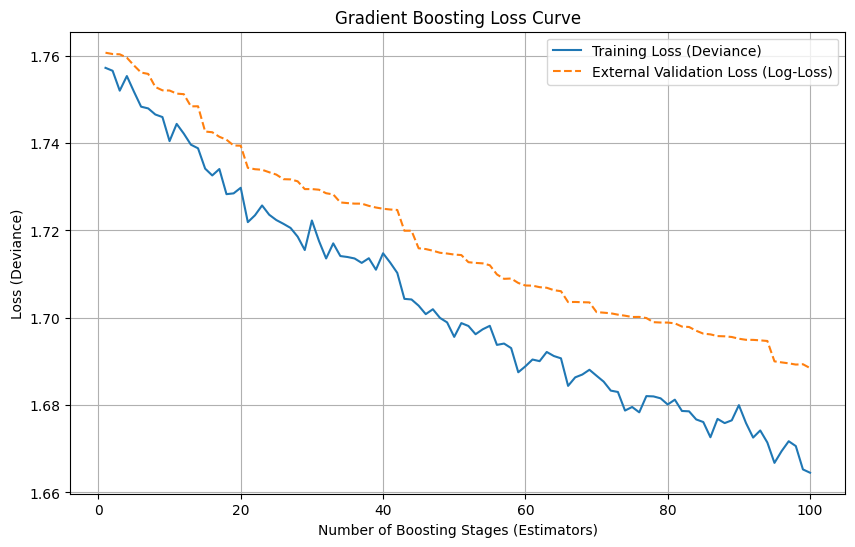 Gradient Boosting Loss Curve
Training Loss (Deviance)
External Validation Loss (Log-Loss)
Loss (Deviance)
1.76
1.74
1.72
1.70
1.68
1.66
0 20 40 60 80 100
Number of Boosting Stages (Estimators)